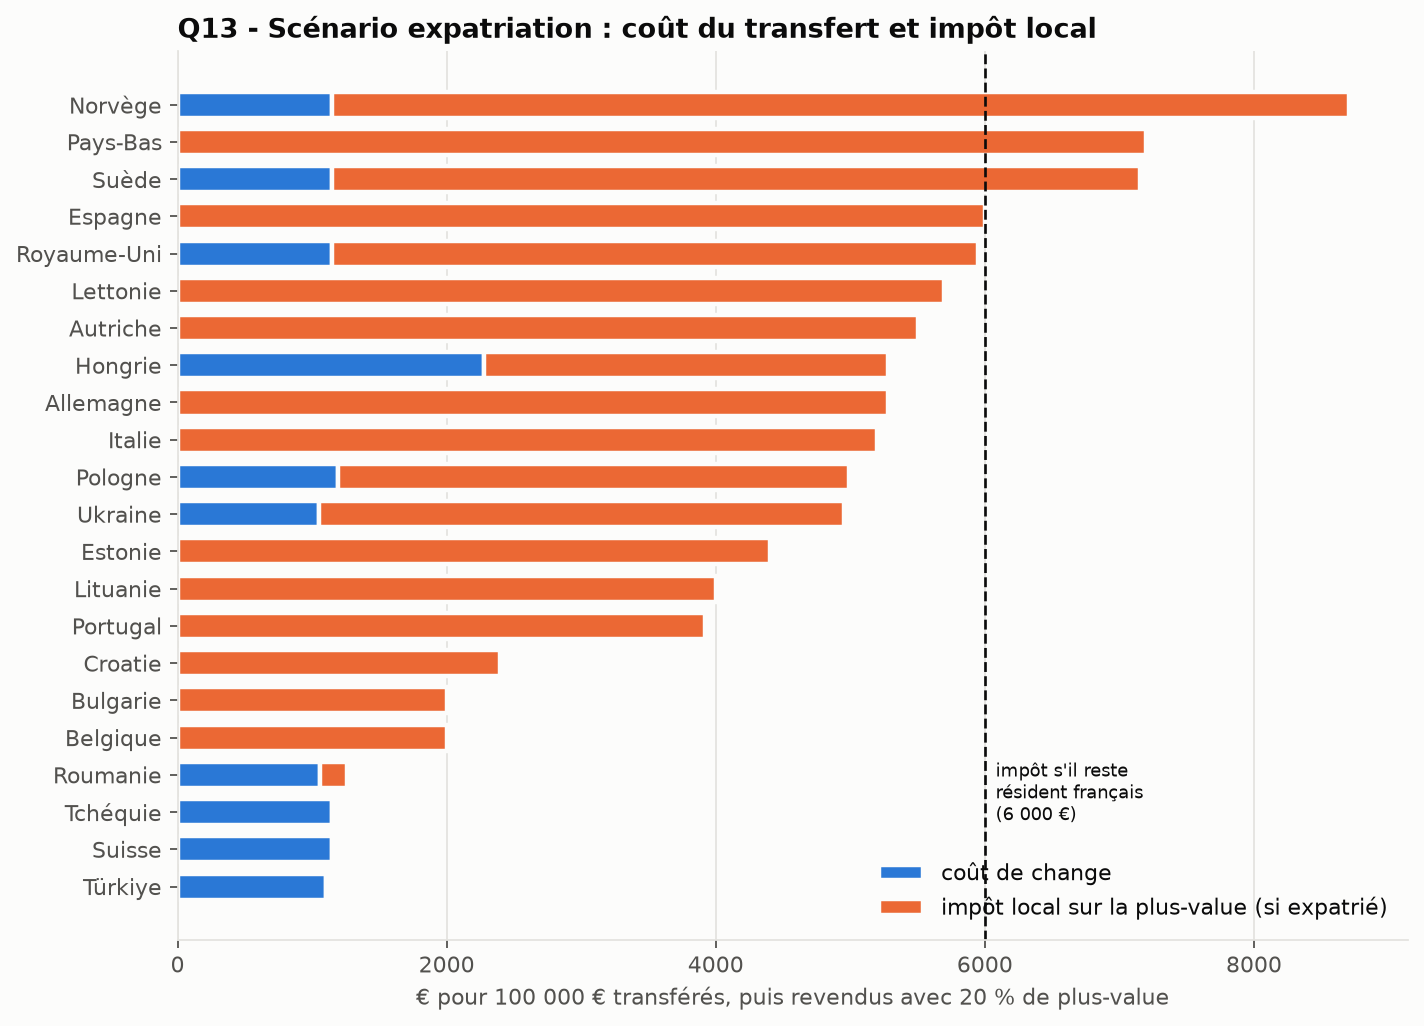 Q13 - Scénario expatriation : coût du transfert et impôt local
Norvège
Pays-Bas
Suède
Espagne
Royaume-Uni
Lettonie
Autriche
Hongrie
Allemagne
Italie
Pologne
Ukraine
Estonie
Lituanie
Portugal
Croatie
Bulgarie
Belgique
Roumanie
Tchéquie
Suisse
Türkiye
impôt s'il reste
résident français
(6 000 €)
coût de change
impôt local sur la plus-value (si expatrié)
0 2000 4000 6000 8000
€ pour 100 000 € transférés, puis revendus avec 20 % de plus-value